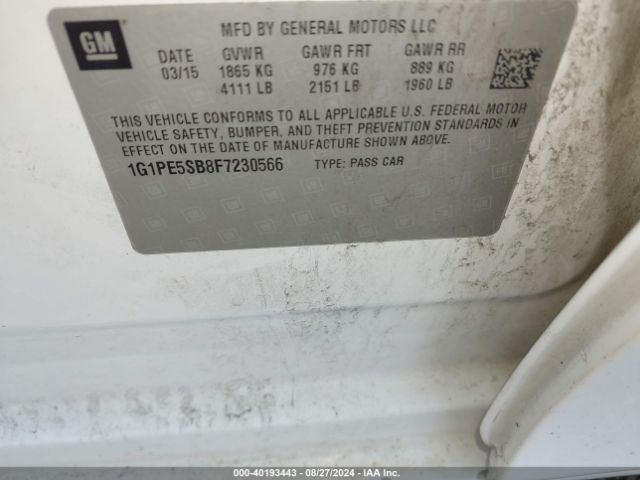 GM
MFD BY GENERAL MOTORS LLC
DATE GVWR GAWR FRT GAWR RR
03/15 1865 KG 976 KG 889 KG
4111 LB 2151 LB 1960 LB
THIS VEHICLE CONFORMS TO ALL APPLICABLE U.S. FEDERAL MOTOR
VEHICLE SAFETY, BUMPER, AND THEFT PREVENTION STANDARDS IN
EFFECT ON THE DATE OF MANUFACTURE SHOWN ABOVE.
1G1PE5SB8F7230566 TYPE: PASS CAR
000-40193443 - 08/27/2024 - IAA Inc.